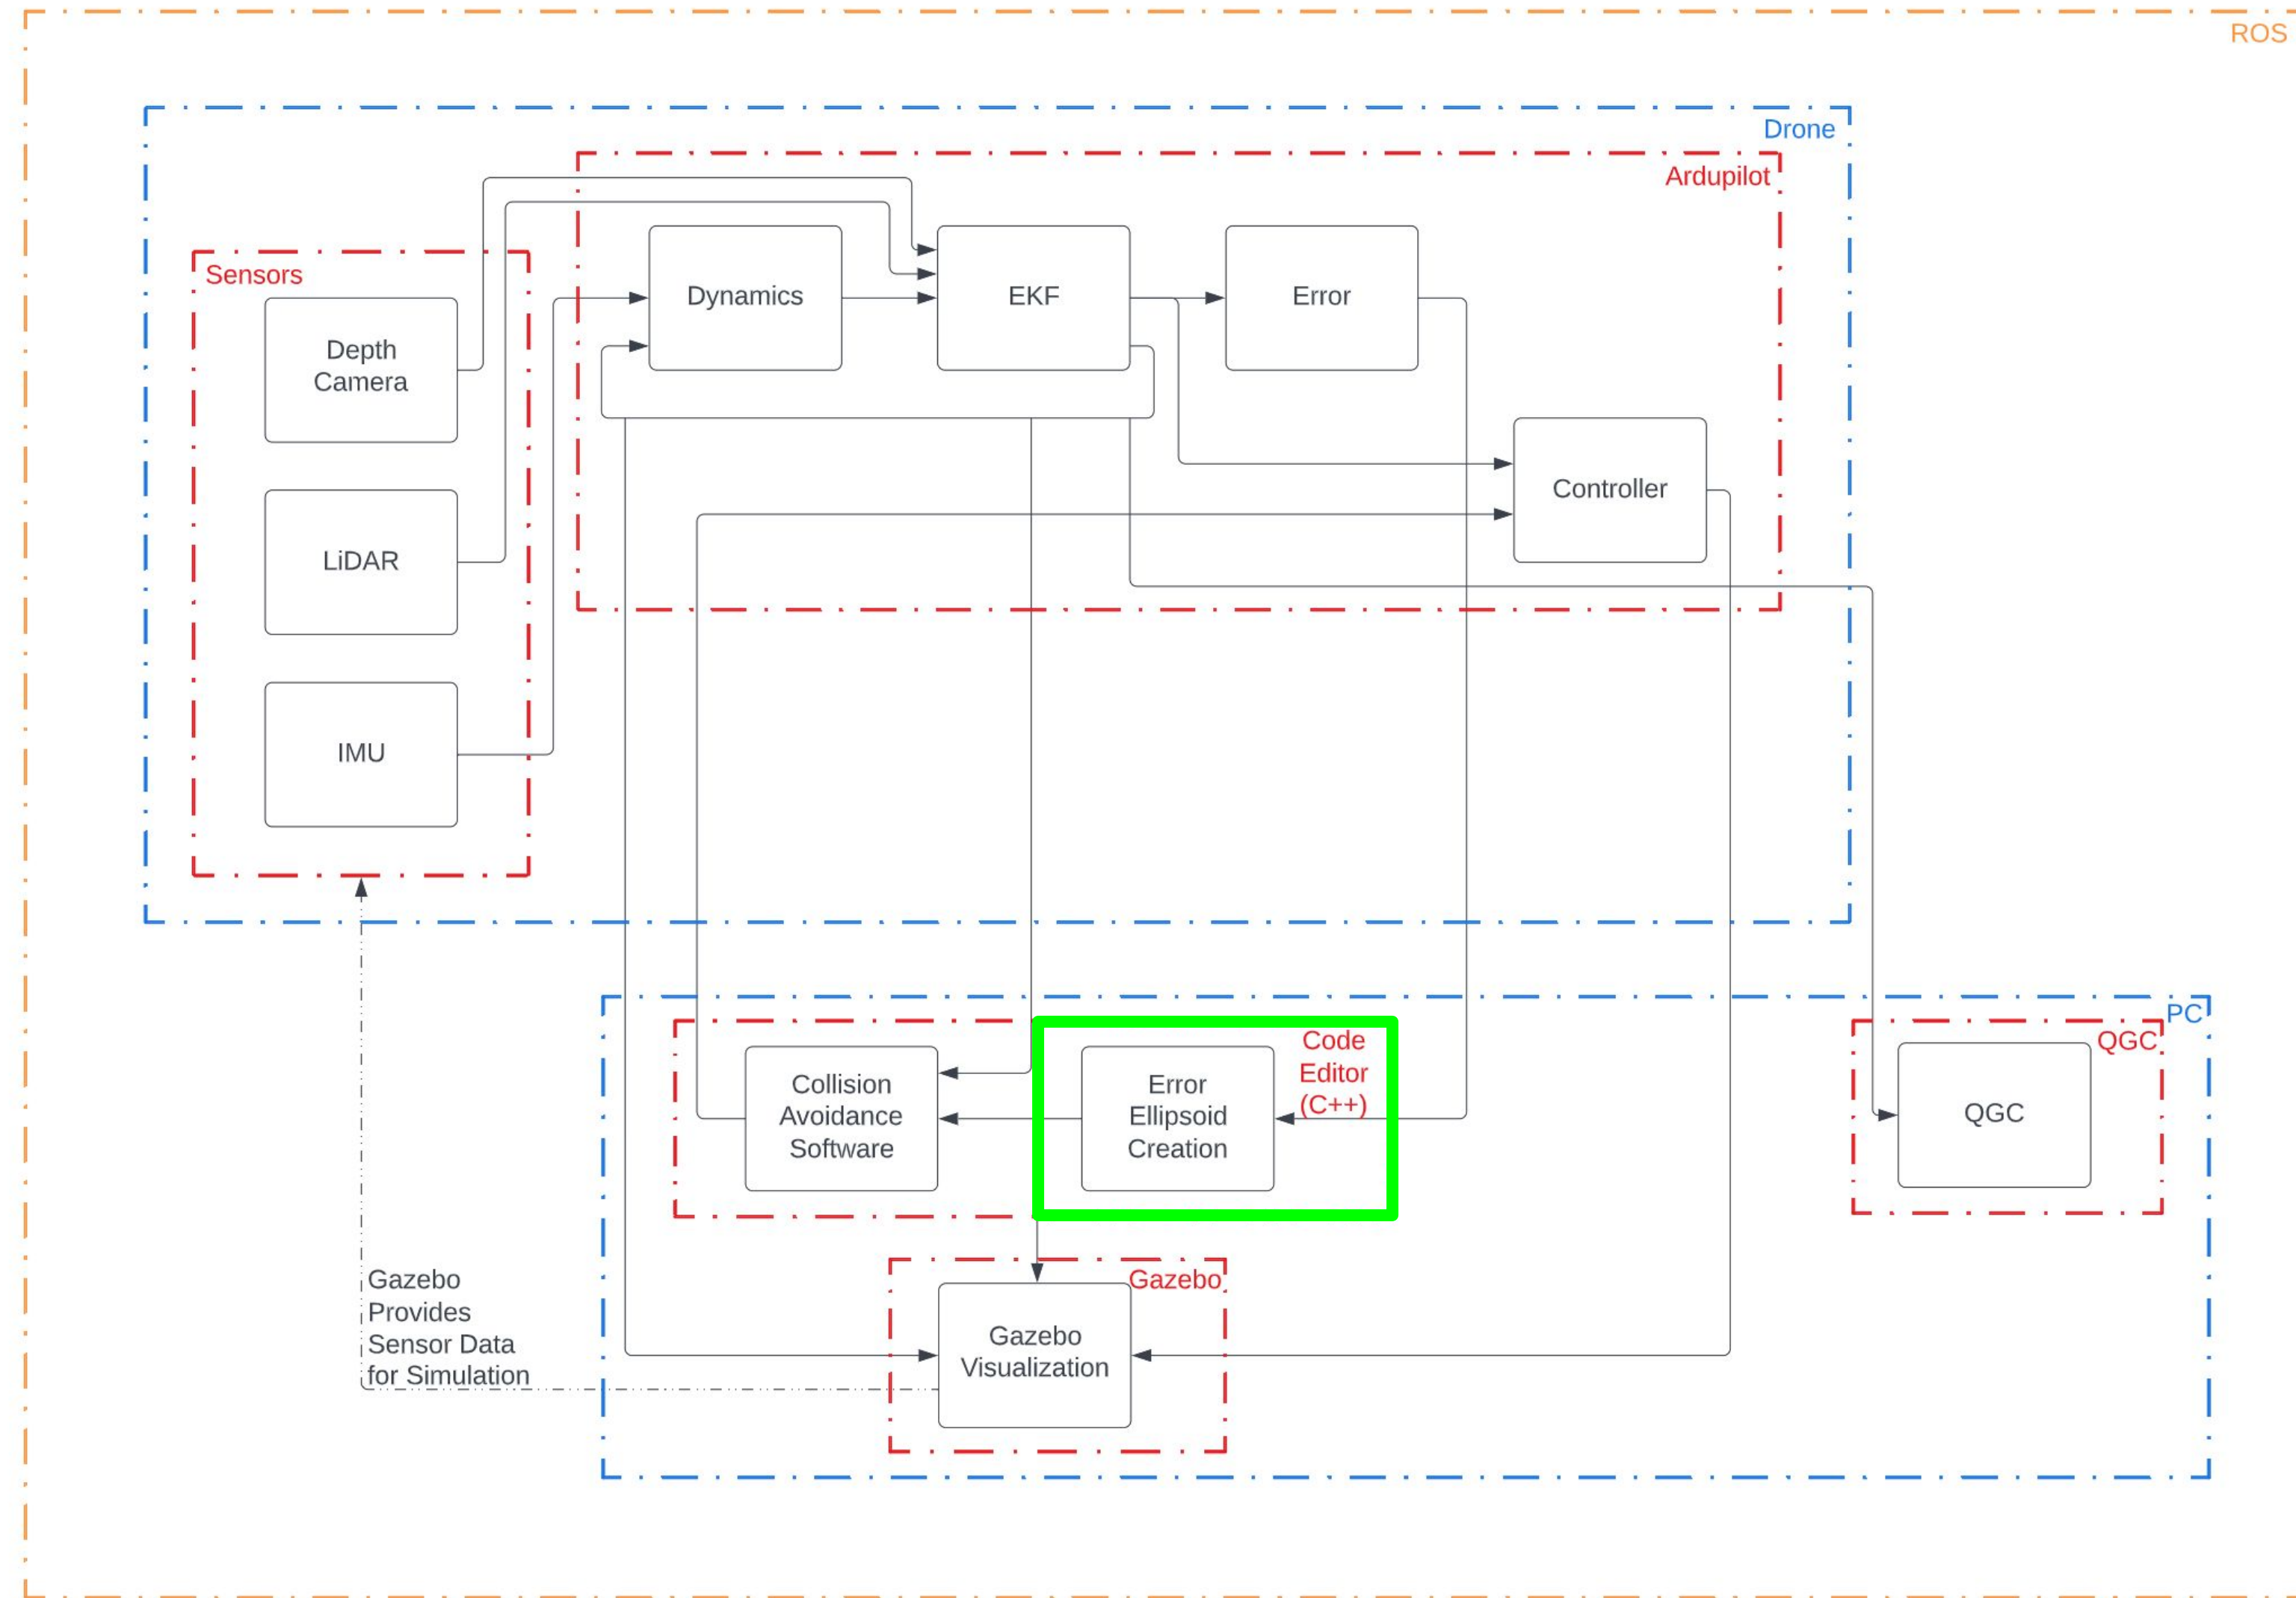 ROS
Drone
Ardupilot
Sensors
Dynamics
EKF
Error
Depth
Camera
Controller
LiDAR
IMU
PC
Code
Editor
(C++)
QGC
Collision
Avoidance
Software
Error
Ellipsoid
Creation
QGC
Gazebo
Gazebo
Provides
Sensor Data
for Simulation
Gazebo
Visualization